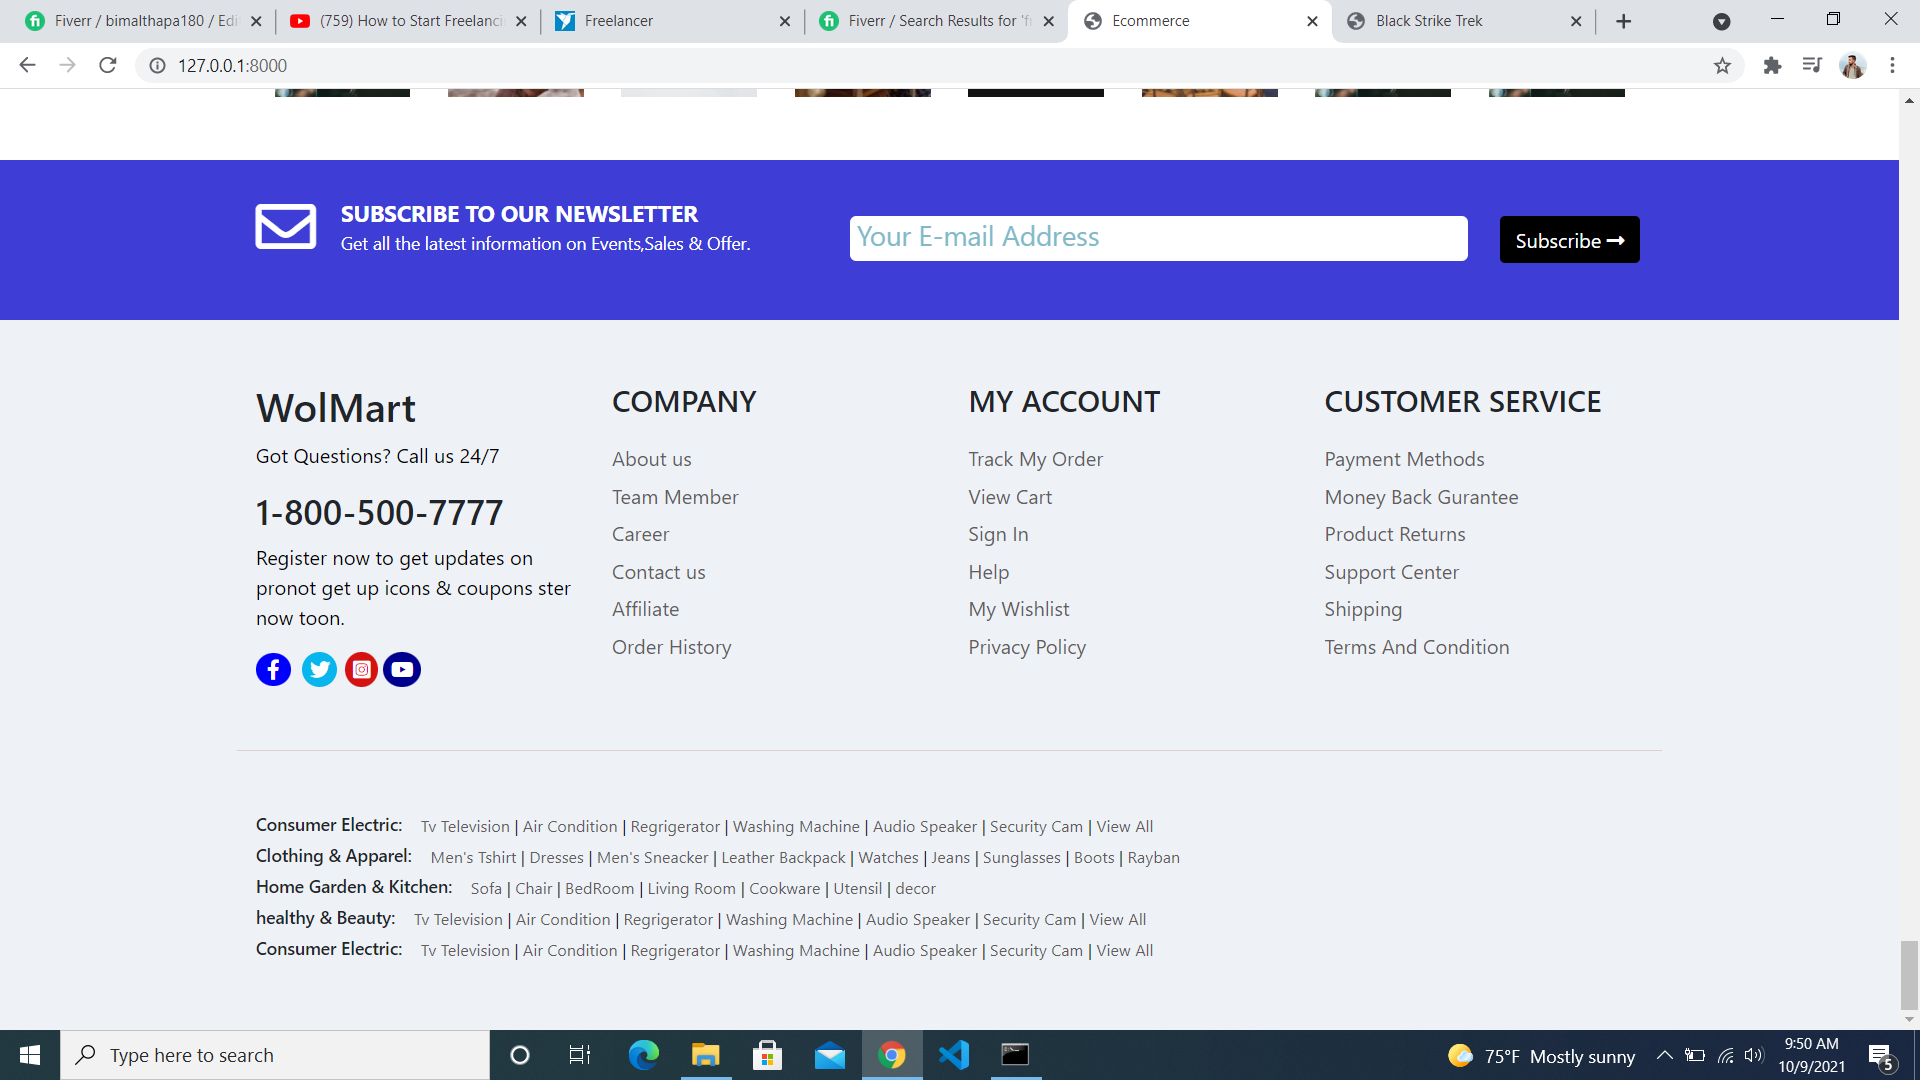 Fiverr / bimalthapa180 / Edi
(759) How to Start Freelancin
Freelancer
Fiverr / Search Results for 'fr
Ecommerce
Black Strike Trek
127.0.0.1:8000
SUBSCRIBE TO OUR NEWSLETTER
Get all the latest information on Events,Sales & Offer.
Your E-mail Address
Subscribe
WolMart
Got Questions? Call us 24/7
1-800-500-7777
Register now to get updates on
pronot get up icons & coupons ster
now toon.
COMPANY
About us
Team Member
Career
Contact us
Affiliate
Order History
MY ACCOUNT
Track My Order
View Cart
Sign In
Help
My Wishlist
Privacy Policy
CUSTOMER SERVICE
Payment Methods
Money Back Gurantee
Product Returns
Support Center
Shipping
Terms And Condition
Consumer Electric: Tv Television | Air Condition | Regrigerator | Washing Machine | Audio Speaker | Security Cam | View All
Clothing & Apparel: Men's Tshirt | Dresses | Men's Sneacker | Leather Backpack | Watches | Jeans | Sunglasses | Boots | Rayban
Home Garden & Kitchen: Sofa | Chair | BedRoom | Living Room | Cookware | Utensil | decor
healthy & Beauty: Tv Television | Air Condition | Regrigerator | Washing Machine | Audio Speaker | Security Cam | View All
Consumer Electric: Tv Television | Air Condition | Regrigerator | Washing Machine | Audio Speaker | Security Cam | View All
Type here to search
75°F Mostly sunny
9:50 AM
10/9/2021
5